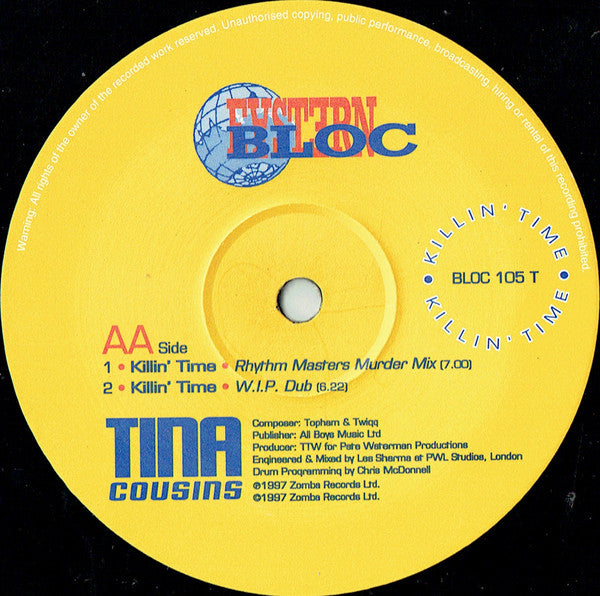 Warning: All rights of the owner of the recorded work reserved. Unauthorised copying, public performance, broadcasting, hiring or rental of this recording prohibited.
EASTERN
BLOC
• KILLIN' TIME •
BLOC 105 T
KILLIN' TIME
AA Side
1 • Killin' Time • Rhythm Masters Murder Mix (7.00)
2 • Killin' Time • W.I.P. Dub (6.22)
TINA
COUSINS
Composer: Topham & Twigg
Publisher: All Boys Music Ltd
Producer: TTW for Pete Waterman Productions
Engineered & Mixed by Les Sharma at PWL Studios, London
Drum Programming by Chris McDonnell
℗1997 Zomba Records Ltd.
©1997 Zomba Records Ltd.